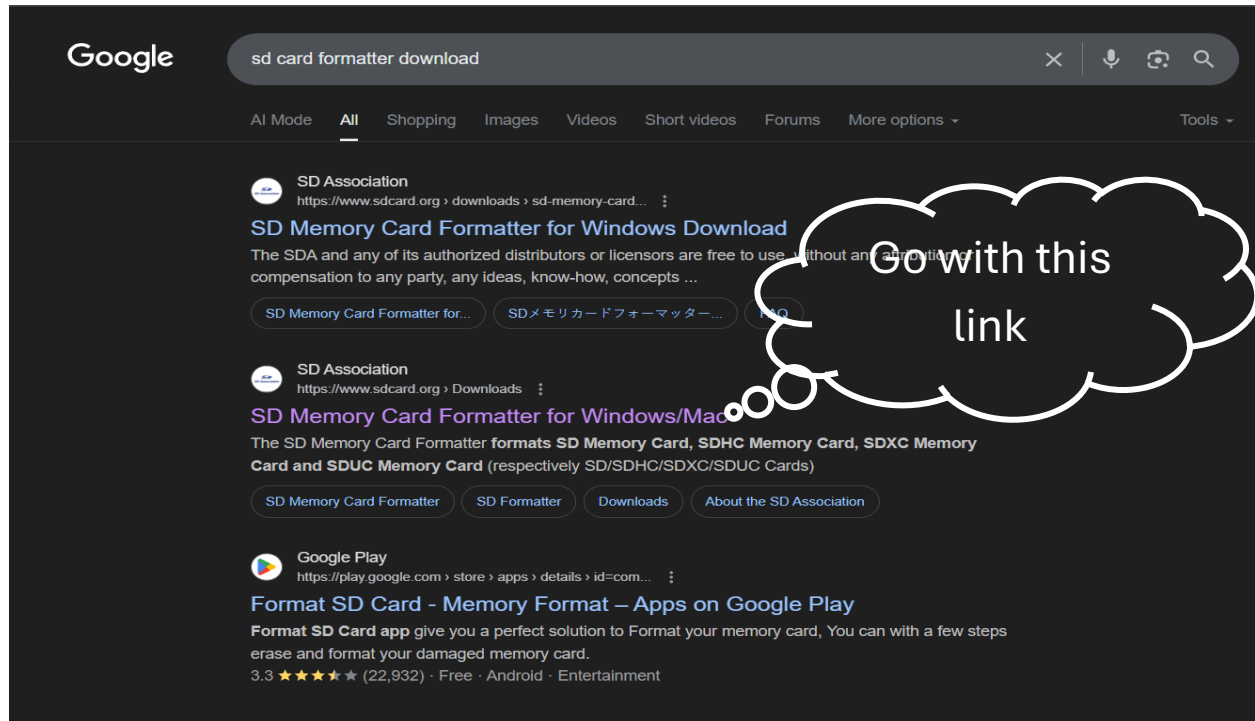 Google
sd card formatter download
AI Mode All Shopping Images Videos Short videos Forums More options Tools
SD Association
https://www.sdcard.org › downloads › sd-memory-card...
SD Memory Card Formatter for Windows Download
The SDA and any of its authorized distributors or licensors are free to use, without any attribution or
compensation to any party, any ideas, know-how, concepts ...
SD Memory Card Formatter for... SDメモリカードフォーマッター... FAQ
Go with this
link
SD Association
https://www.sdcard.org › Downloads
SD Memory Card Formatter for Windows/Mac
The SD Memory Card Formatter formats SD Memory Card, SDHC Memory Card, SDXC Memory
Card and SDUC Memory Card (respectively SD/SDHC/SDXC/SDUC Cards)
SD Memory Card Formatter SD Formatter Downloads About the SD Association
Google Play
https://play.google.com › store › apps › details › id=com...
Format SD Card - Memory Format – Apps on Google Play
Format SD Card app give you a perfect solution to Format your memory card, You can with a few steps
erase and format your damaged memory card.
3.3 (22,932) · Free · Android · Entertainment